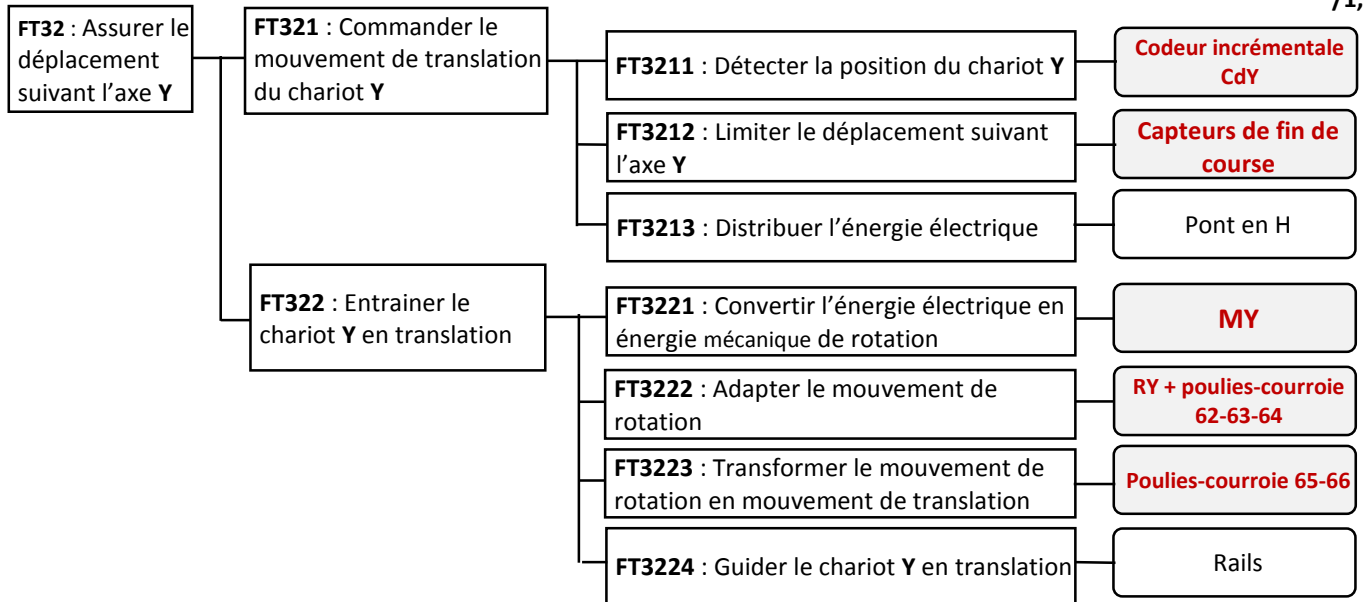 /1,
FT32 : Assurer le
déplacement
suivant l'axe Y
FT321 : Commander le
mouvement de translation
du chariot Y
FT3211 : Détecter la position du chariot Y
Codeur incrémentale
CdY
FT3212 : Limiter le déplacement suivant
l'axe Y
Capteurs de fin de
course
FT3213 : Distribuer l'énergie électrique
Pont en H
FT322 : Entrainer le
chariot Y en translation
FT3221 : Convertir l'énergie électrique en
énergie mécanique de rotation
MY
FT3222 : Adapter le mouvement de
rotation
RY + poulies-courroie
62-63-64
FT3223 : Transformer le mouvement de
rotation en mouvement de translation
Poulies-courroie 65-66
FT3224 : Guider le chariot Y en translation
Rails